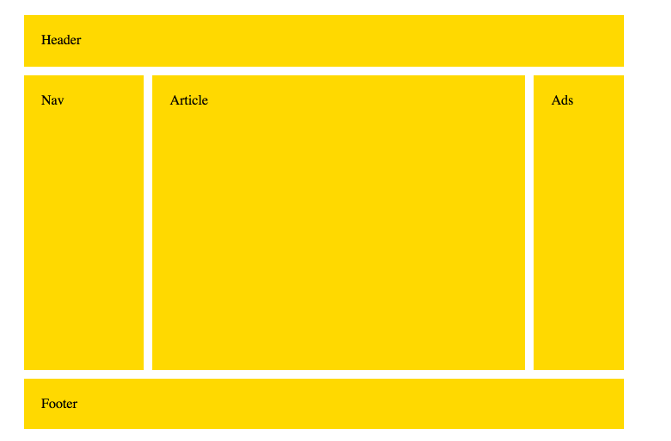 Header
Nav
Article
Ads
Footer